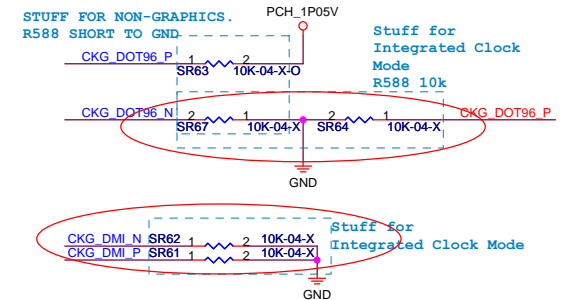 STUFF FOR NON-GRAPHICS.
R588 SHORT TO GND
PCH_1P05V
Stuff for
Integrated Clock
Mode
R588 10k
CKG_DOT96_P
1 2
SR63 10K-04-X-O
CKG_DOT96_N
2 1 2 1
SR67 10K-04-X SR64 10K-04-X
CKG_DOT96_P
GND
Stuff for
Integrated Clock Mode
CKG_DMI_N SR62 1 2 10K-04-X
CKG_DMI_P SR61 1 2 10K-04-X
GND